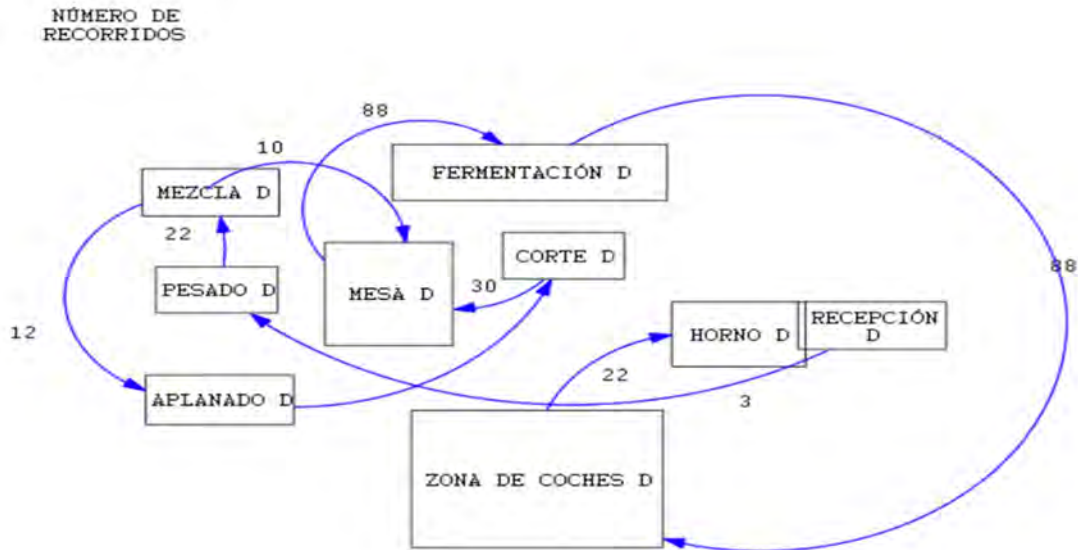 NÚMERO DE
RECORRIDOS
88
10
FERMENTACIÓN D
MEZCLA D
22
CORTE D
88
PESADO D
MESA D
30
RECEPCIÓN
D
HORNO D
12
22
APLANADO D
3
ZONA DE COCHES D